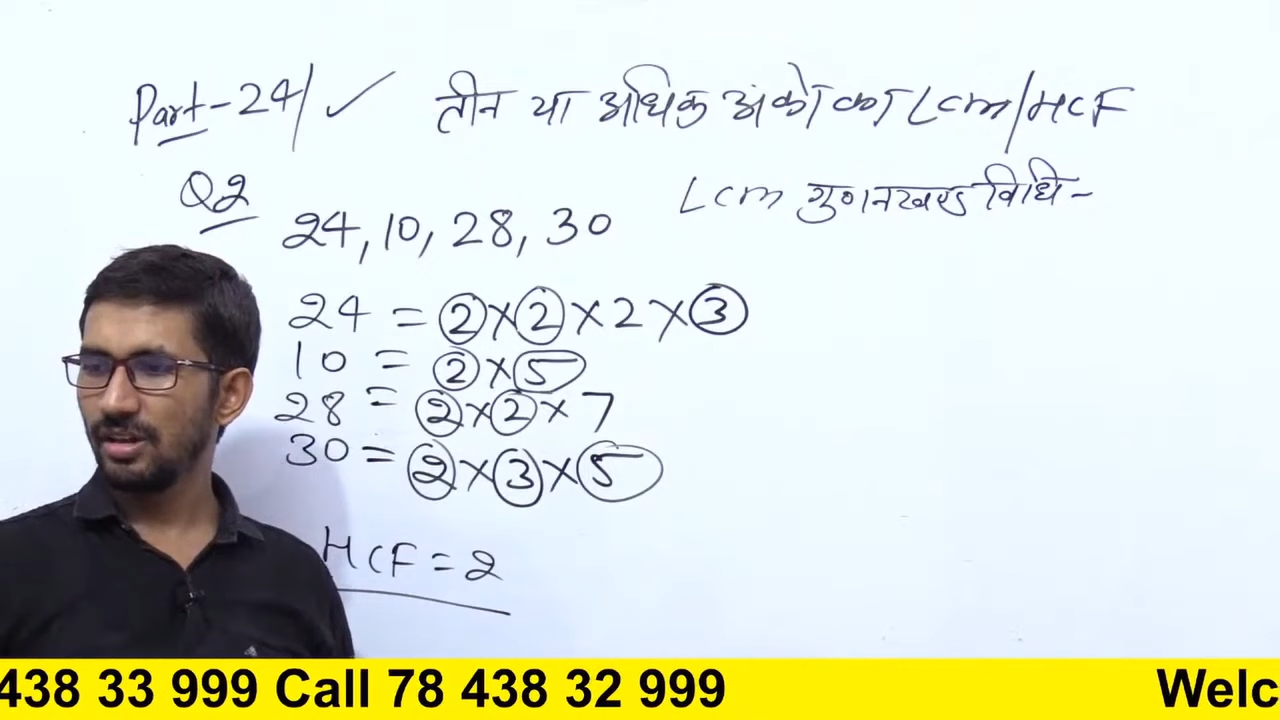 Part-24/ ✓ तीन या अधिक अंको का Lcm/HCF
Q2
Lcm गुणनखण्ड विधि-
24, 10, 28, 30
24 = 2×2×2×3
10 = 2×5
28 = 2×2×7
30 = 2×3×5
HCF = 2
438 33 999 Call 78 438 32 999 Welc